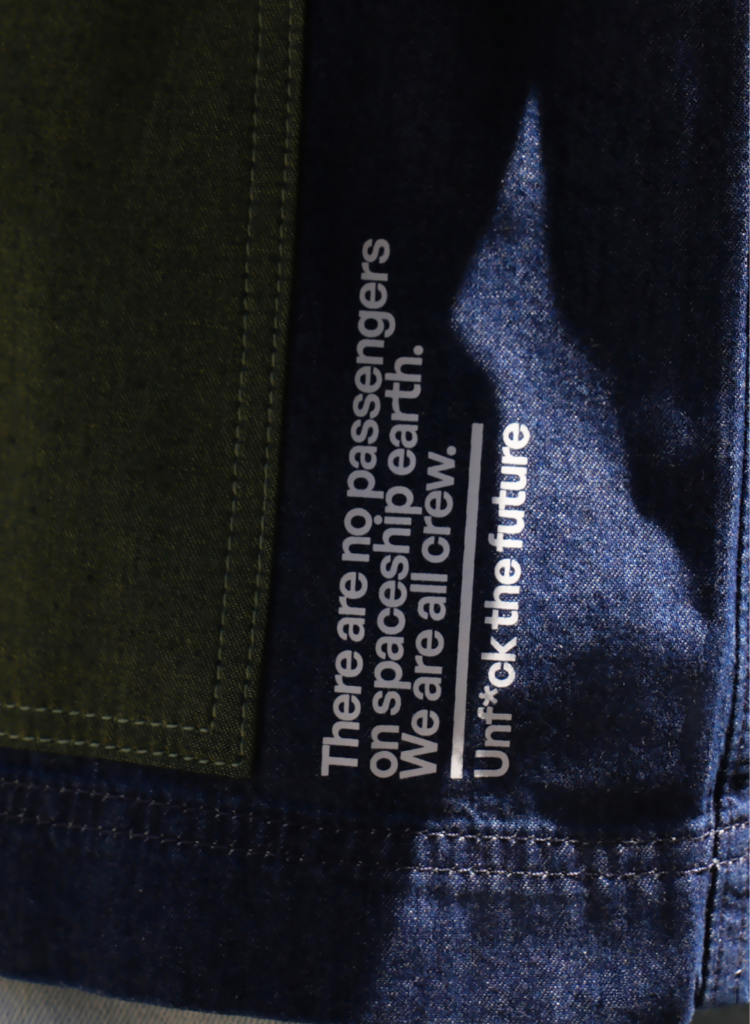 There are no passengers
on spaceship earth.
We are all crew.
Unf*ck the future